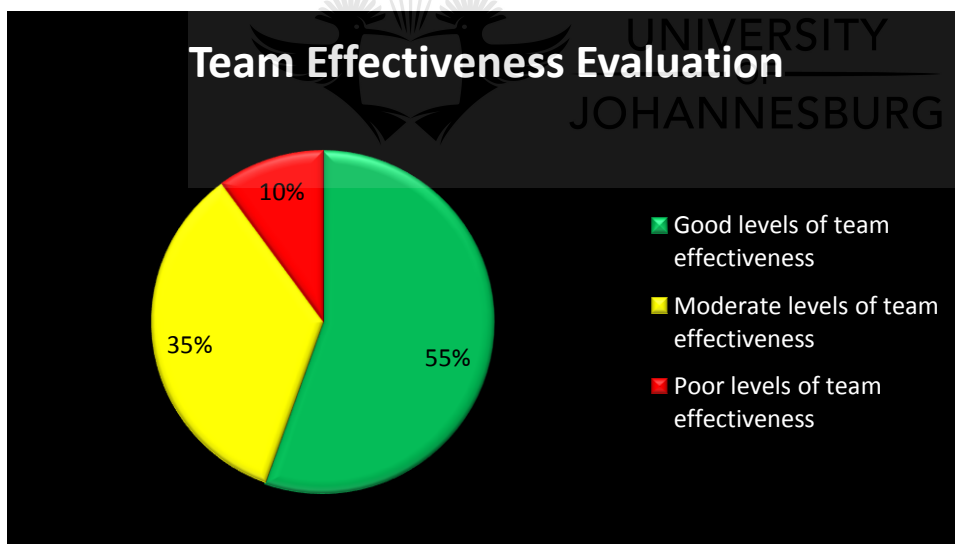 UNIVERSITY
OF
JOHANNESBURG
Team Effectiveness Evaluation
10%
35%
55%
Good levels of team
effectiveness
Moderate levels of team
effectiveness
Poor levels of team
effectiveness